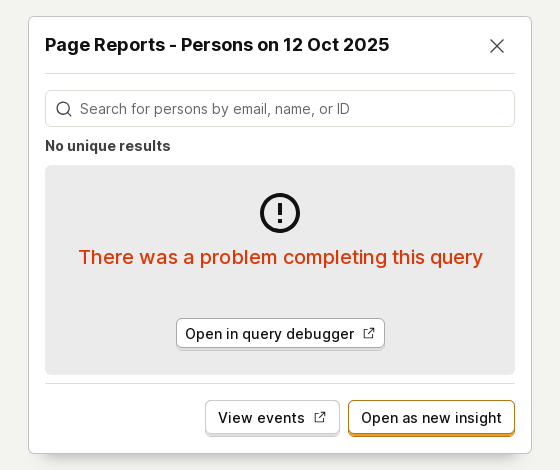 Page Reports - Persons on 12 Oct 2025
Search for persons by email, name, or ID
No unique results
There was a problem completing this query
Open in query debugger
View events
Open as new insight